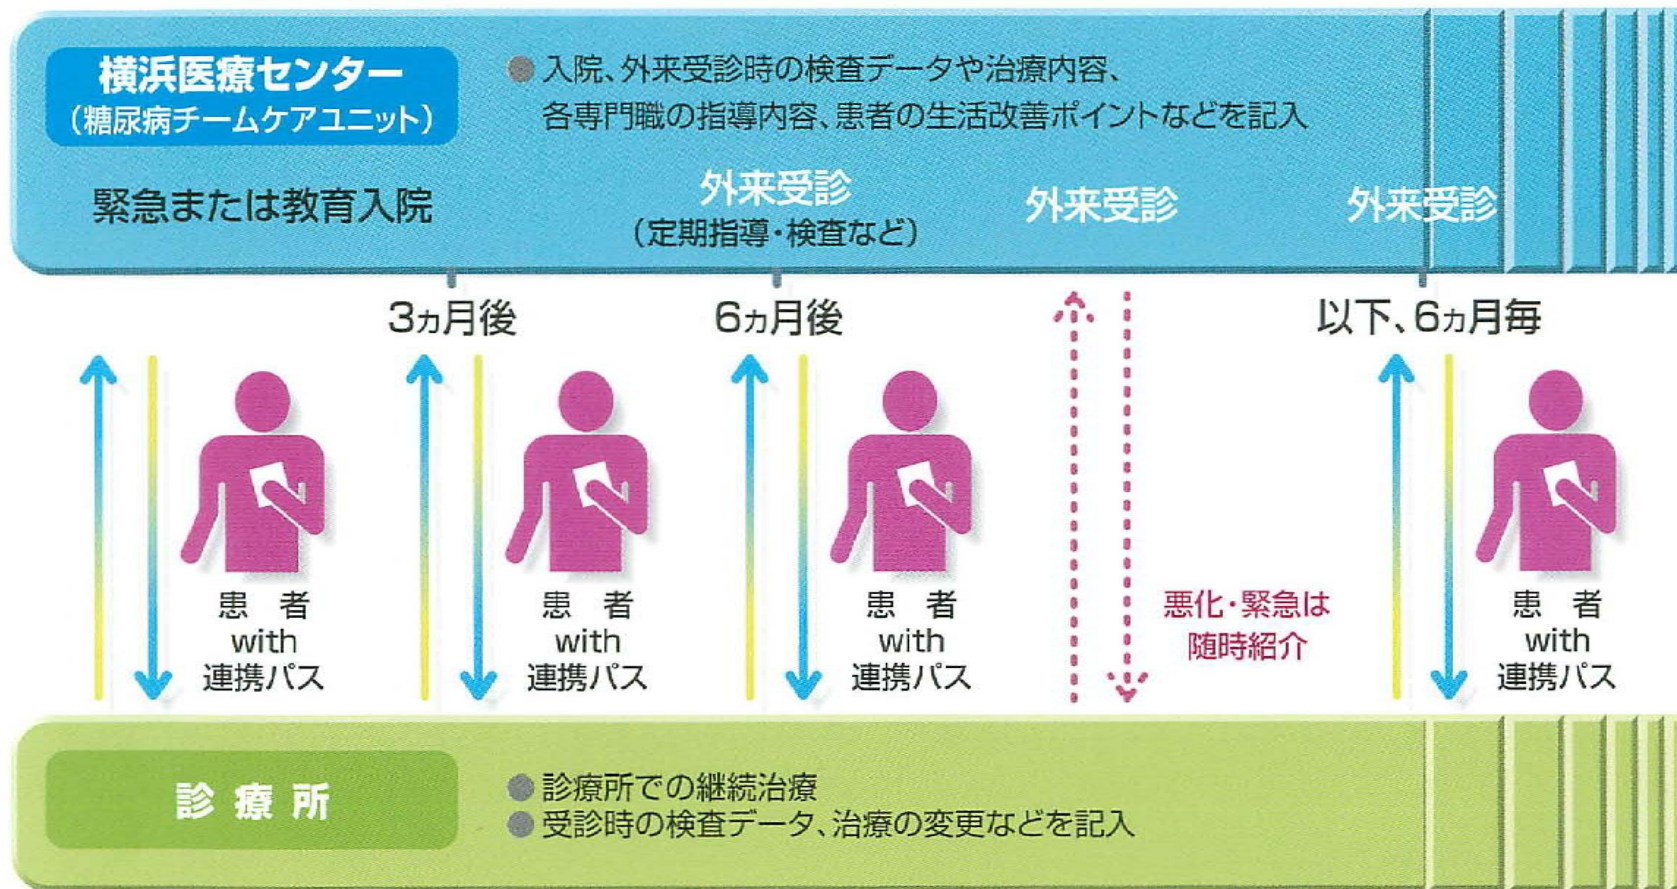 横浜医療センター
（糖尿病チームケアユニット）
●入院、外来受診時の検査データや治療内容、
各専門職の指導内容、患者の生活改善ポイントなどを記入
緊急または教育入院
外来受診
（定期指導・検査など）
外来受診
外来受診
3ヵ月後
6ヵ月後
以下、6ヵ月毎
患　者
with
連携パス
患　者
with
連携パス
患　者
with
連携パス
悪化・緊急は
随時紹介
患　者
with
連携パス
診療所
●診療所での継続治療
●受診時の検査データ、治療の変更などを記入